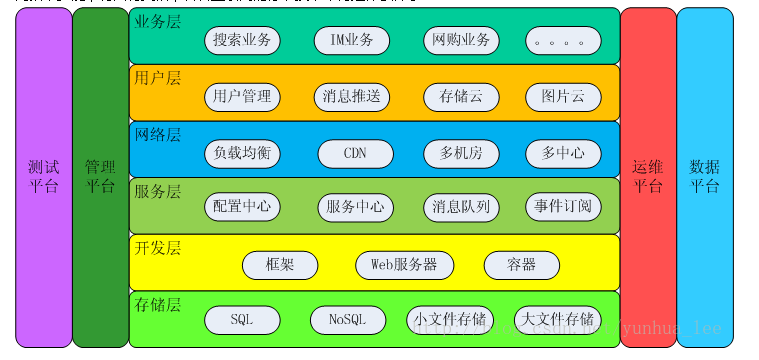 业务层
搜索业务
IM业务
网购业务
。。。。
用户层
用户管理
消息推送
存储云
图片云
网络层
负载均衡
CDN
多机房
多中心
服务层
配置中心
服务中心
消息队列
事件订阅
开发层
框架
Web服务器
容器
存储层
SQL
NoSQL
小文件存储
大文件存储
测试
平台
管理
平台
运维
平台
数据
平台